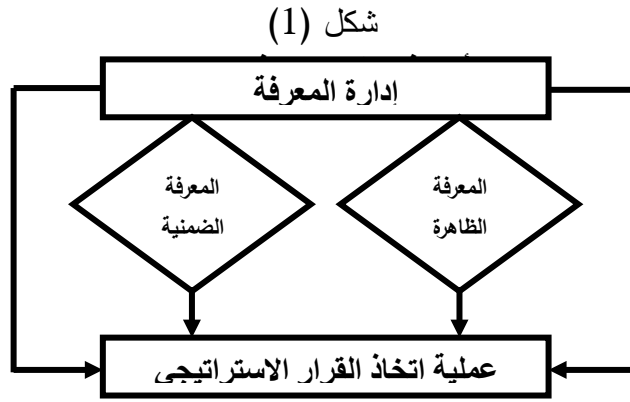 شكل (1)
إدارة المعرفة
المعرفة
الظاهرة
المعرفة
الضمنية
عملية اتخاذ القرار الاستراتيجي